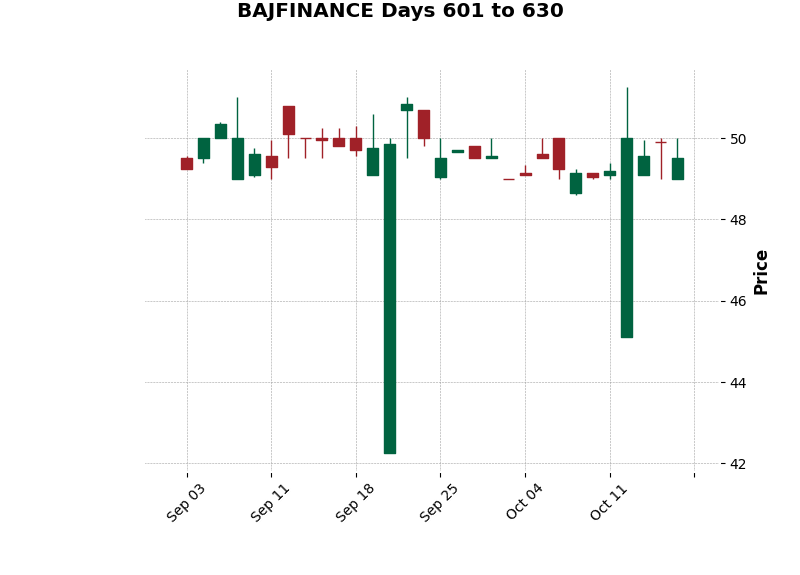 BAJFINANCE Days 601 to 630
50
48
46
44
42
Price
Sep 03
Sep 11
Sep 18
Sep 25
Oct 04
Oct 11